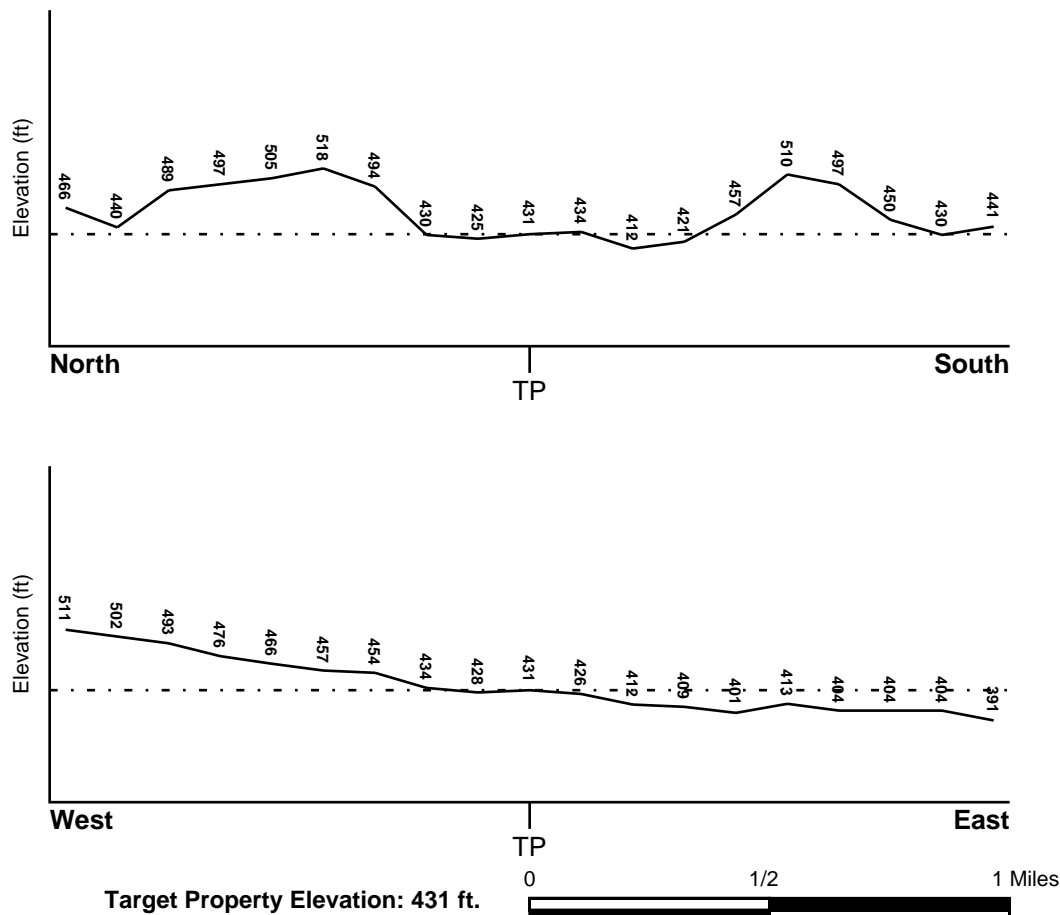 Elevation (ft)
466 440 489 497 505 518 494 430 425 431 434 412 421 457 510 497 450 430 441
North South
TP
Elevation (ft)
511 502 493 476 466 457 454 434 428 431 426 412 409 401 413 404 404 404 391
West East
TP
Target Property Elevation: 431 ft.
0 1/2 1 Miles